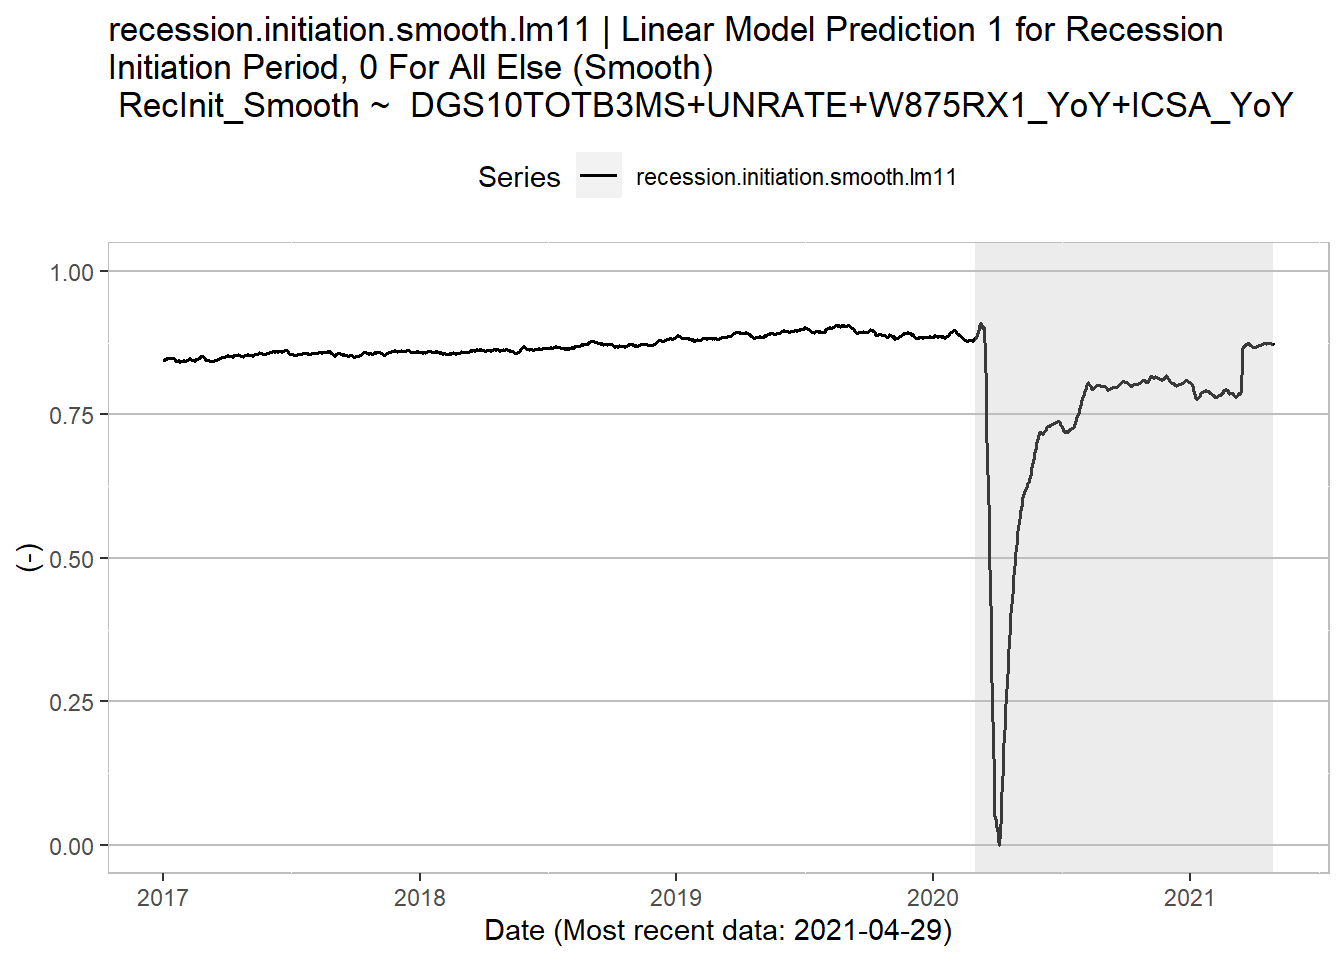 recession.initiation.smooth.lm11 | Linear Model Prediction 1 for Recession
Initiation Period, 0 For All Else (Smooth)
RecInit_Smooth ~ DGS10TOTB3MS+UNRATE+W875RX1_YoY+ICSA_YoY
Series recession.initiation.smooth.lm11
1.00
0.75
0.50
0.25
0.00
(-)
2017 2018 2019 2020 2021
Date (Most recent data: 2021-04-29)